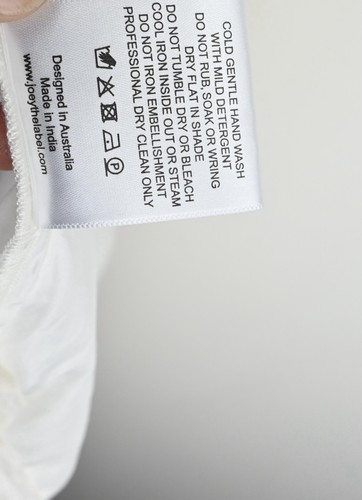 COLD GENTLE HAND WASH
WITH MILD DETERGENT
DO NOT RUB, SOAK OR WRING
DRY FLAT IN SHADE
DO NOT TUMBLE DRY OR BLEACH
COOL IRON INSIDE OUT OR STEAM
DO NOT IRON EMBELLISHMENT
PROFESSIONAL DRY CLEAN ONLY
P
Designed in Australia
Made in India
www.joeythelabel.com